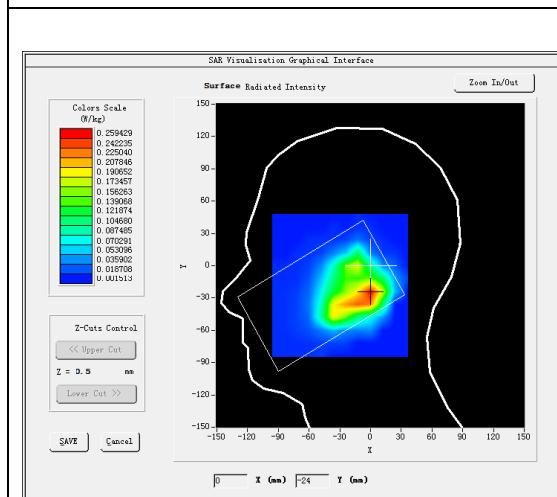 SAR Visualisation Graphical Interface
Surface Radiated Intensity
Zoom In/Out
Colors Scale
(W/kg)
0.259429
0.242235
0.225040
0.207846
0.190652
0.173457
0.156263
0.139068
0.121874
0.104680
0.087485
0.070291
0.053096
0.035902
0.018708
0.001513
Z-Cuts Control
<< Upper Cut
Z = 0.5 mm
Lower Cut >>
SAVE Cancel
150-
120-
90-
60-
30-
0-
-30-
-60-
-90-
-120-
-150-
Y
-150 -120 -90 -60 -30 0 30 60 90 120 150
X
0 X (mm) -24 Y (mm)